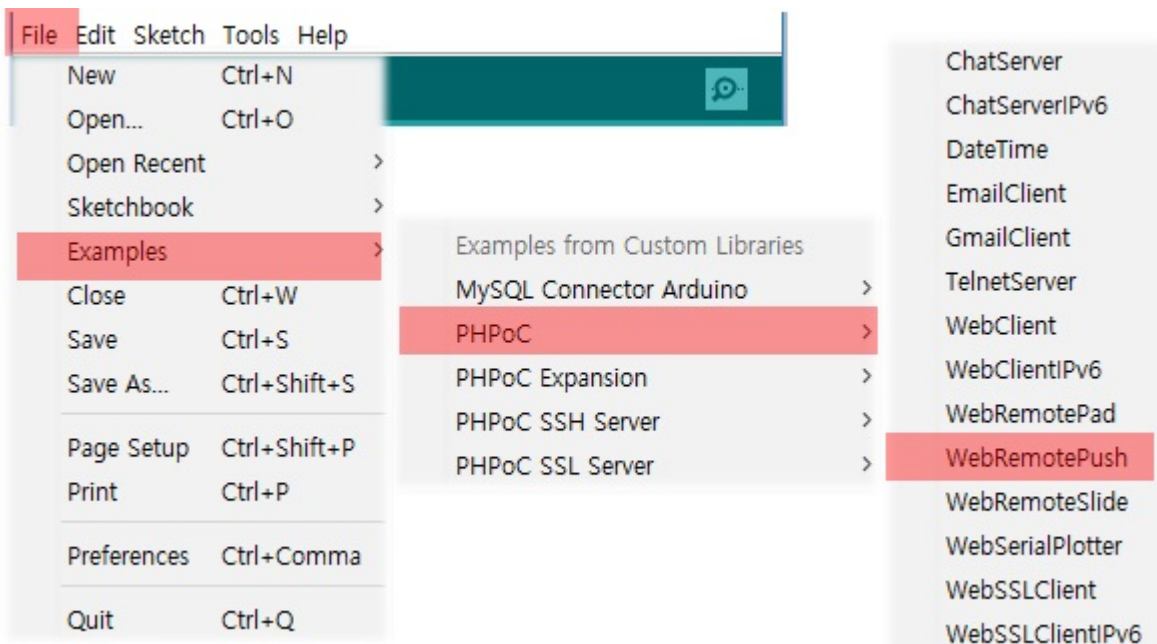 File Edit Sketch Tools Help
New Ctrl+N
Open... Ctrl+O
Open Recent >
Sketchbook >
Examples >
Close Ctrl+W
Save Ctrl+S
Save As... Ctrl+Shift+S
Page Setup Ctrl+Shift+P
Print Ctrl+P
Preferences Ctrl+Comma
Quit Ctrl+Q
Examples from Custom Libraries
MySQL Connector Arduino >
PHPoC >
PHPoC Expansion >
PHPoC SSH Server >
PHPoC SSL Server >
ChatServer
ChatServerIPv6
DateTime
EmailClient
GmailClient
TelnetServer
WebClient
WebClientIPv6
WebRemotePad
WebRemotePush
WebRemoteSlide
WebSerialPlotter
WebSSLClient
WebSSLClientIPv6